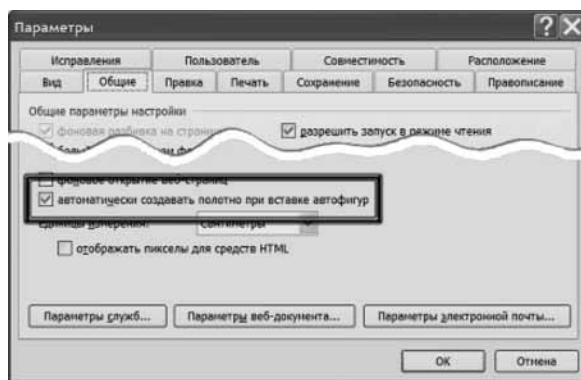 Параметры
Исправления Пользователь Совместимость Расположение
Вид Общие Правка Печать Сохранение Безопасность Правописание
Общие параметры настройки
фоновая разбивка на страницы разрешить запуск в режиме чтения
фоновое открытие веб-страниц
автоматически создавать полотно при вставке автофигур
Единицы измерения: Сантиметры
отображать пикселы для средств HTML
Параметры служб... Параметры веб-документа... Параметры электронной почты...
ОК Отмена